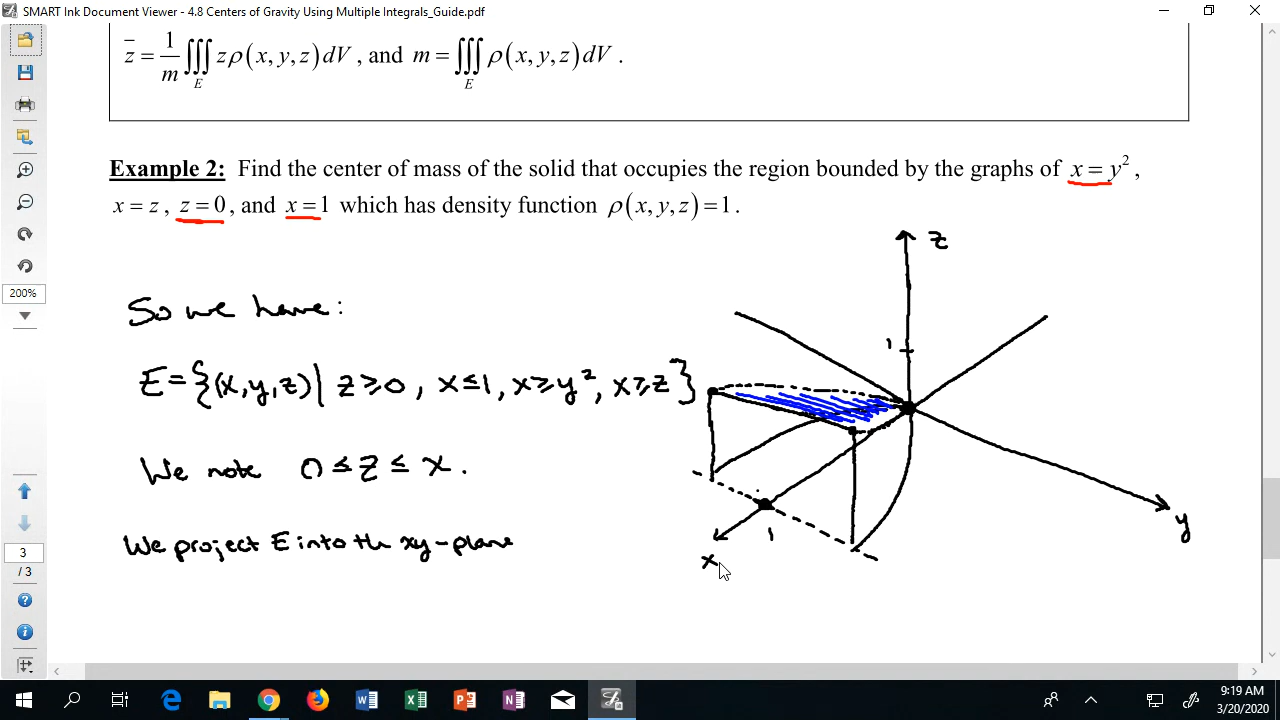 SMART Ink Document Viewer - 4.8 Centers of Gravity Using Multiple Integrals_Guide.pdf
z̄ = 1/m ∭_E zρ(x, y, z)dV , and m = ∭_E ρ(x, y, z)dV .
Example 2: Find the center of mass of the solid that occupies the region bounded by the graphs of x = y² ,
x = z , z = 0 , and x = 1 which has density function ρ(x, y, z) = 1 .
So we have:
E = {(x,y,z) | z ≥ 0 , x ≤ 1, x ≥ y², x ≥ z }
We note 0 ≤ z ≤ x .
We project E into the xy-plane
z
1
y
1
x
200%
3
/ 3
9:19 AM
3/20/2020